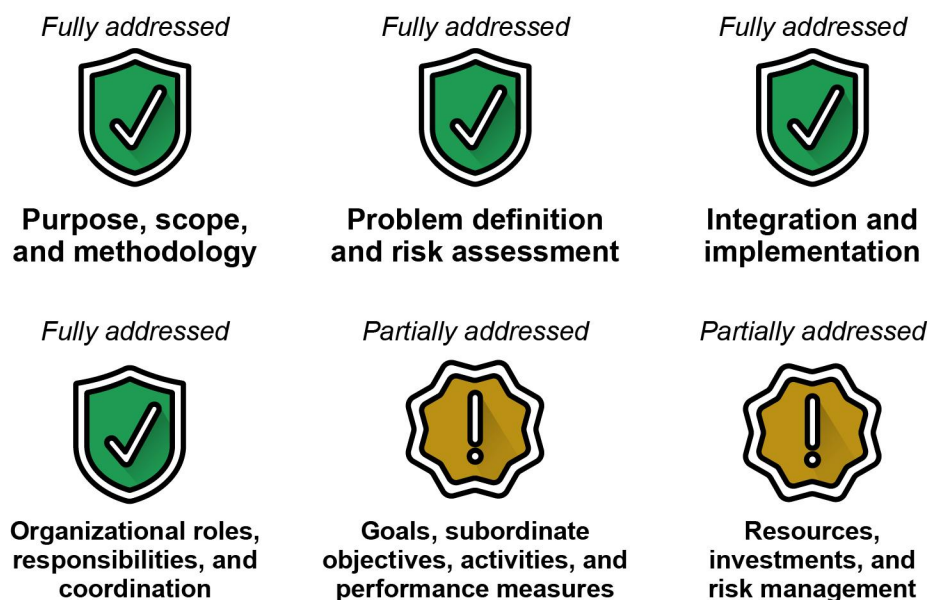 Fully addressed
Fully addressed
Fully addressed
Purpose, scope,
and methodology
Problem definition
and risk assessment
Integration and
implementation
Fully addressed
Partially addressed
Partially addressed
Organizational roles,
responsibilities, and
coordination
Goals, subordinate
objectives, activities, and
performance measures
Resources,
investments, and
risk management